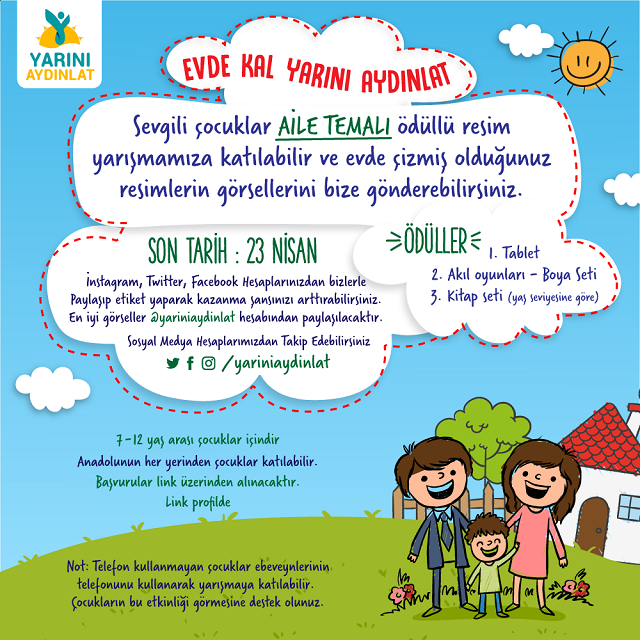 YARINI
AYDINLAT
EVDE KAL YARINI AYDINLAT
Sevgili çocuklar AİLE TEMALI ödüllü resim
yarışmamıza katılabilir ve evde çizmiş olduğunuz
resimlerin görsellerini bize gönderebilirsiniz.
SON TARİH : 23 NİSAN
İnstagram, Twitter, Facebook Hesaplarınızdan bizlerle
Paylaşıp etiket yaparak kazanma şansınızı arttırabilirsiniz.
En iyi görseller @yariniaydinlat hesabından paylaşılacaktır.
Sosyal Medya Hesaplarımızdan Takip Edebilirsiniz
/yariniaydinlat
ÖDÜLLER
1. Tablet
2. Akıl oyunları - Boya Seti
3. Kitap seti (yaş seviyesine göre)
7-12 yaş arası çocuklar içindir
Anadolunun her yerinden çocuklar katılabilir.
Başvurular link üzerinden alınacaktır.
Link profilde
Not: Telefon kullanmayan çocuklar ebeveynlerinin
telefonunu kullanarak yarışmaya katılabilir.
Çocukların bu etkinliği görmesine destek olunuz.